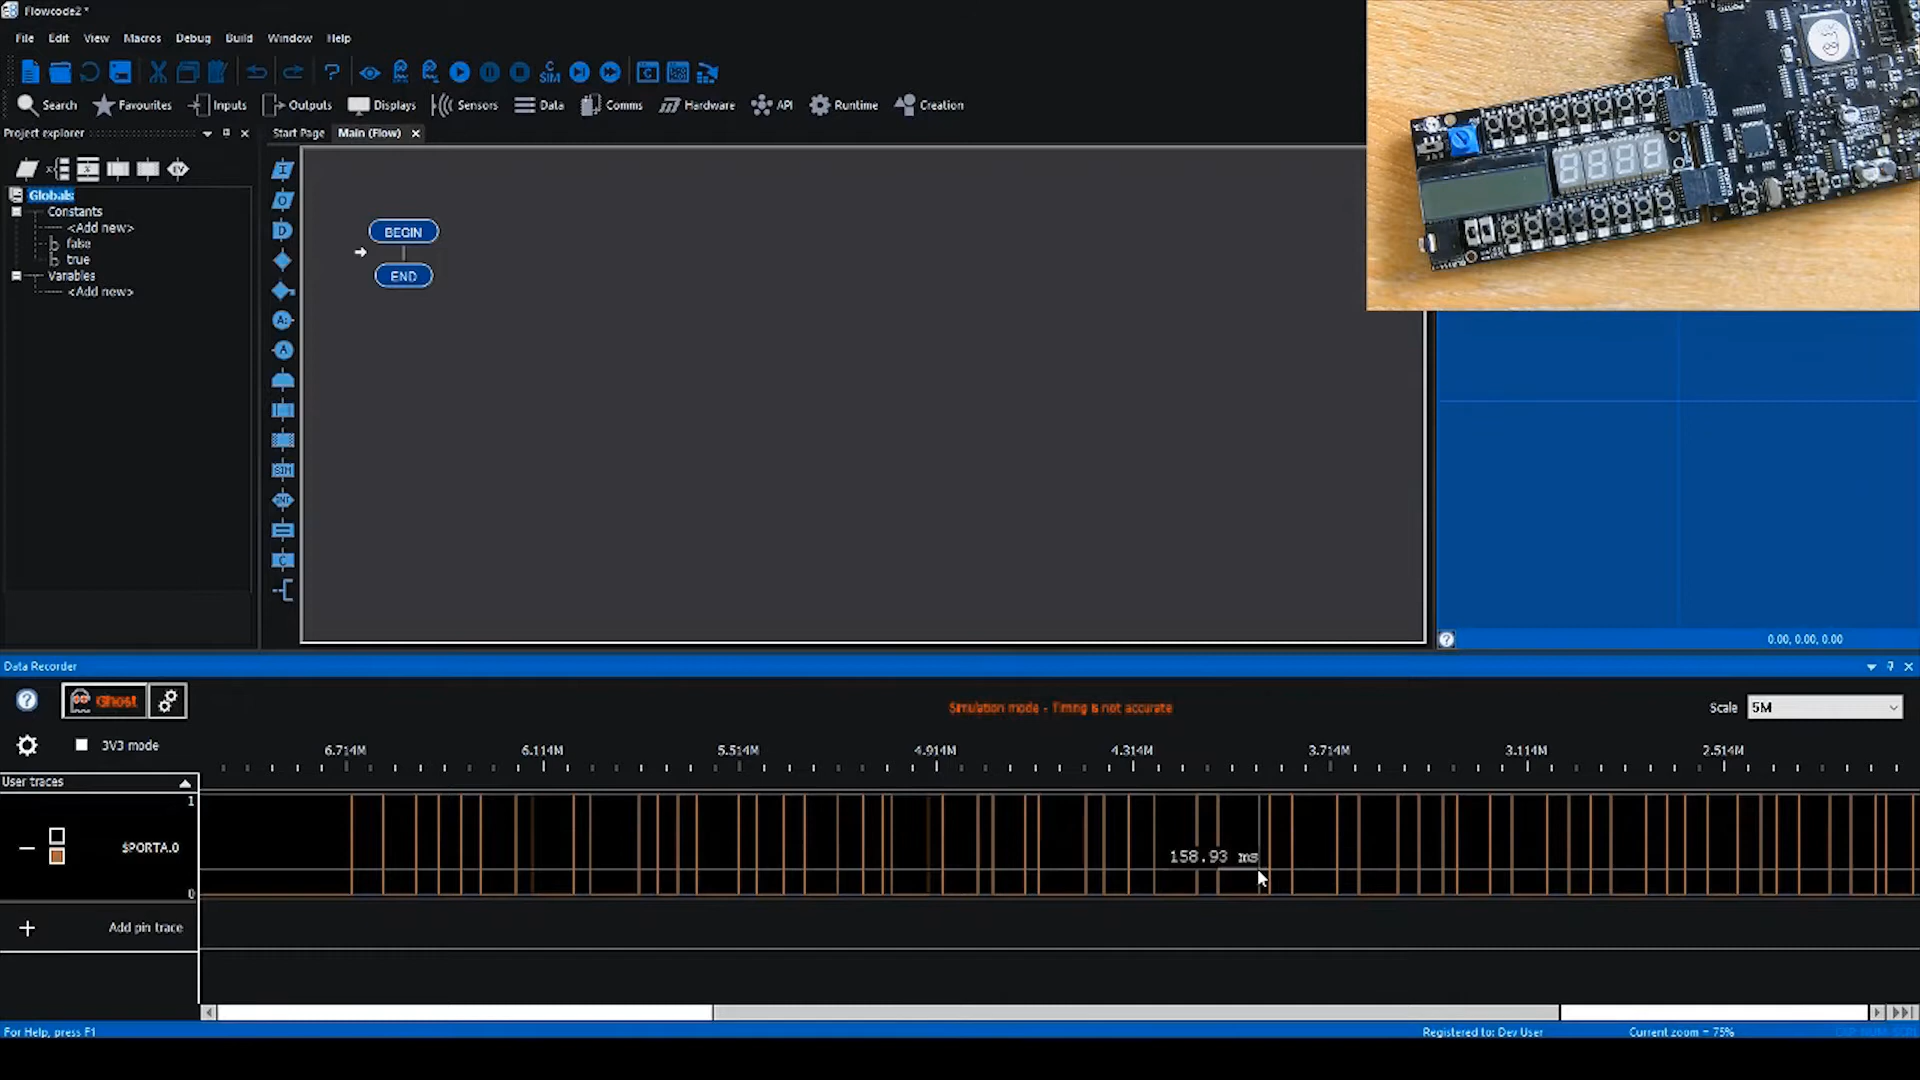 Flowcode2 *
File Edit View Macros Debug Build Window Help
C SIM
Search Favourites Inputs Outputs Displays Sensors Data Comms Hardware API Runtime Creation
Project explorer
Start Page Main (Flow)
Globals
Constants
<Add new>
false
true
Variables
<Add new>
BEGIN
END
0.00, 0.00, 0.00
Data Recorder
Ghost
Simulation mode - Timing is not accurate
Scale 5M
3V3 mode
6.714M 6.114M 5.514M 4.914M 4.314M 3.714M 3.114M 2.514M
User traces
1
$PORTA.0
0
158.93 ms
Add pin trace
For Help, press F1
Registered to: Dev User
Current zoom = 75%